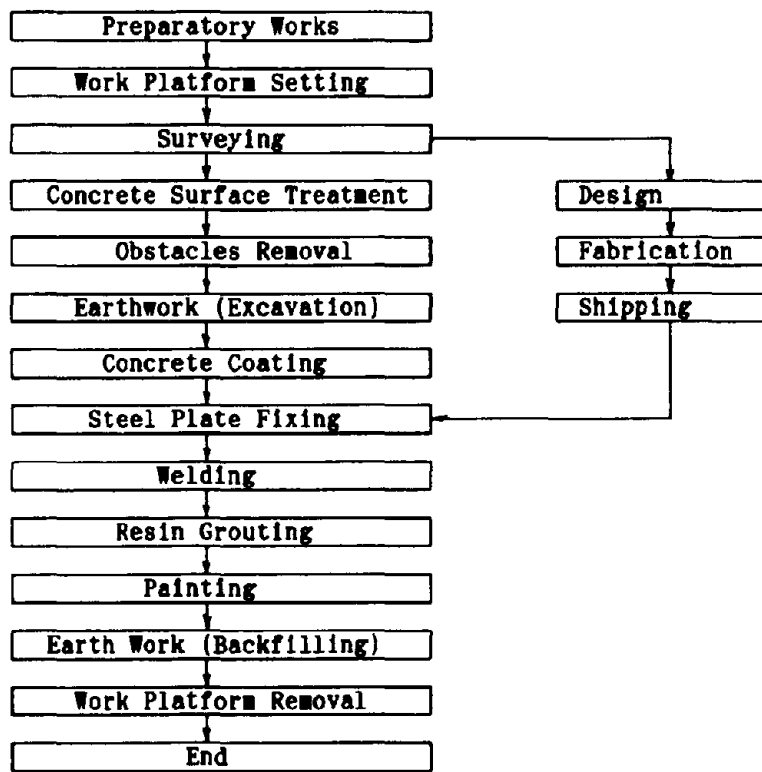 Preparatory Works
Work Platform Setting
Surveying
Concrete Surface Treatment
Design
Obstacles Removal
Fabrication
Earthwork (Excavation)
Shipping
Concrete Coating
Steel Plate Fixing
Welding
Resin Grouting
Painting
Earth Work (Backfilling)
Work Platform Removal
End